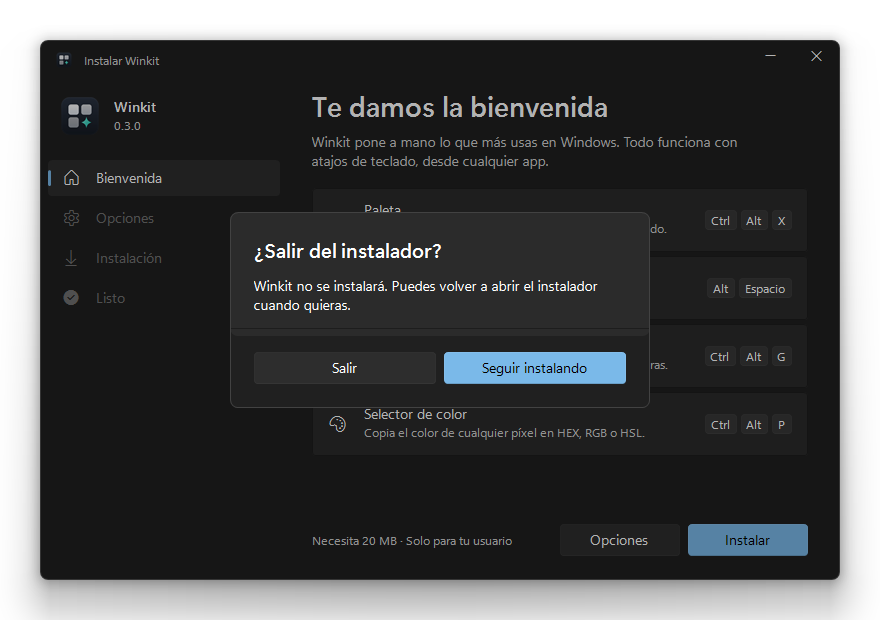 Instalar Winkit
Winkit
0.3.0
Bienvenida
Opciones
Instalación
Listo
Te damos la bienvenida
Winkit pone a mano lo que más usas en Windows. Todo funciona con
atajos de teclado, desde cualquier app.
Paleta
do.
Ctrl Alt X
Alt Espacio
ras.
Ctrl Alt G
¿Salir del instalador?
Winkit no se instalará. Puedes volver a abrir el instalador
cuando quieras.
Salir
Seguir instalando
Selector de color
Copia el color de cualquier píxel en HEX, RGB o HSL.
Ctrl Alt P
Necesita 20 MB · Solo para tu usuario
Opciones
Instalar